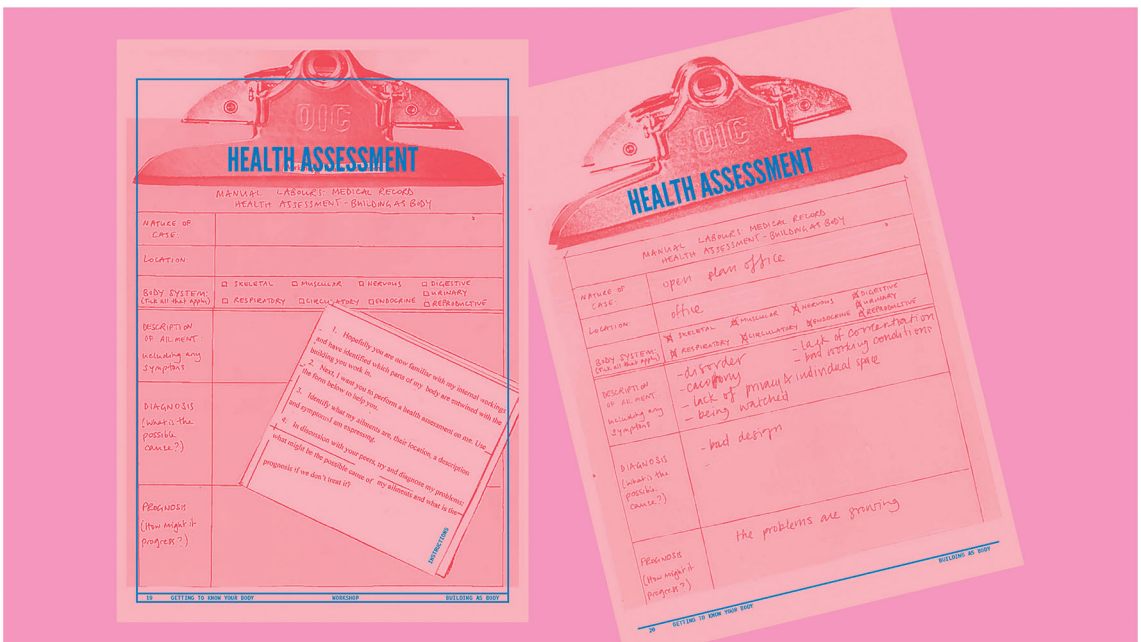 OIC
HEALTH ASSESSMENT
MANUAL LABOURS: MEDICAL RECORD
HEALTH ASSESSMENT - BUILDING AS BODY
NATURE OF
CASE:
LOCATION:
BODY SYSTEM:
(Tick all that apply)
☐ SKELETAL ☐ MUSCULAR ☐ NERVOUS ☐ DIGESTIVE
☐ URINARY
☐ RESPIRATORY ☐ CIRCULATORY ☐ ENDOCRINE ☐ REPRODUCTIVE
DESCRIPTION
OF AILMENT:
including any
symptoms
DIAGNOSIS
(what is the
possible
cause?)
PROGNOSIS
(How might it
progress?)
1. Hopefully you are now familiar with my internal workings
and have identified which parts of my body are entwined with the
building you work in.
2. Next, I want you to perform a health assessment on me. Use
the form below to help you.
3. Identify what my ailments are, their location, a description
and symptoms I am expressing.
4. In discussion with your peers, try and diagnose my problems:
what might be the possible cause of my ailments and what is the
prognosis if we don't treat it?
INSTRUCTIONS
19 GETTING TO KNOW YOUR BODY WORKSHOP BUILDING AS BODY
OIC
HEALTH ASSESSMENT
MANUAL LABOURS: MEDICAL RECORD
HEALTH ASSESSMENT - BUILDING AS BODY
NATURE OF
CASE:
open plan office
LOCATION:
office
BODY SYSTEM:
(Tick all that apply)
☒ SKELETAL ☒ MUSCULAR ☒ NERVOUS ☒ DIGESTIVE
☒ URINARY
☒ RESPIRATORY ☒ CIRCULATORY ☒ ENDOCRINE ☒ REPRODUCTIVE
DESCRIPTION
OF AILMENT:
including any
symptoms
- disorder
- cacophony
- lack of privacy & individual space
- being watched
- lack of concentration
- bad working conditions
DIAGNOSIS
(what is the
possible
cause?)
- bad design
-
PROGNOSIS
(How might it
progress?)
the problems are growing
20 GETTING TO KNOW YOUR BODY
BUILDING AS BODY